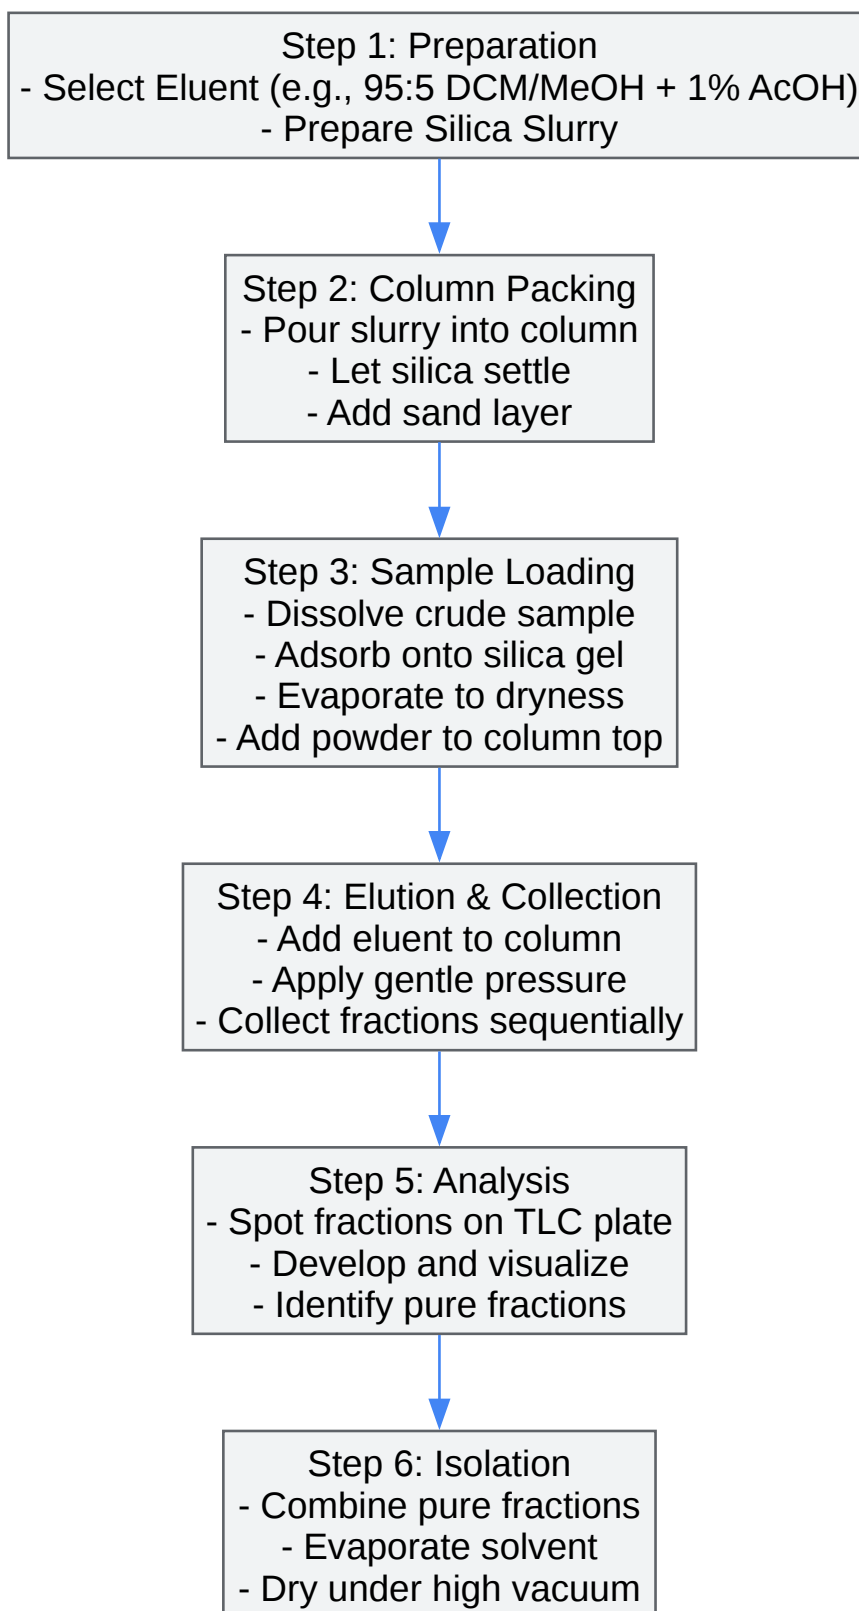 Step 1: Preparation
- Select Eluent (e.g., 95:5 DCM/MeOH + 1% AcOH)
- Prepare Silica Slurry
Step 2: Column Packing
- Pour slurry into column
- Let silica settle
- Add sand layer
Step 3: Sample Loading
- Dissolve crude sample
- Adsorb onto silica gel
- Evaporate to dryness
- Add powder to column top
Step 4: Elution & Collection
- Add eluent to column
- Apply gentle pressure
- Collect fractions sequentially
Step 5: Analysis
- Spot fractions on TLC plate
- Develop and visualize
- Identify pure fractions
Step 6: Isolation
- Combine pure fractions
- Evaporate solvent
- Dry under high vacuum